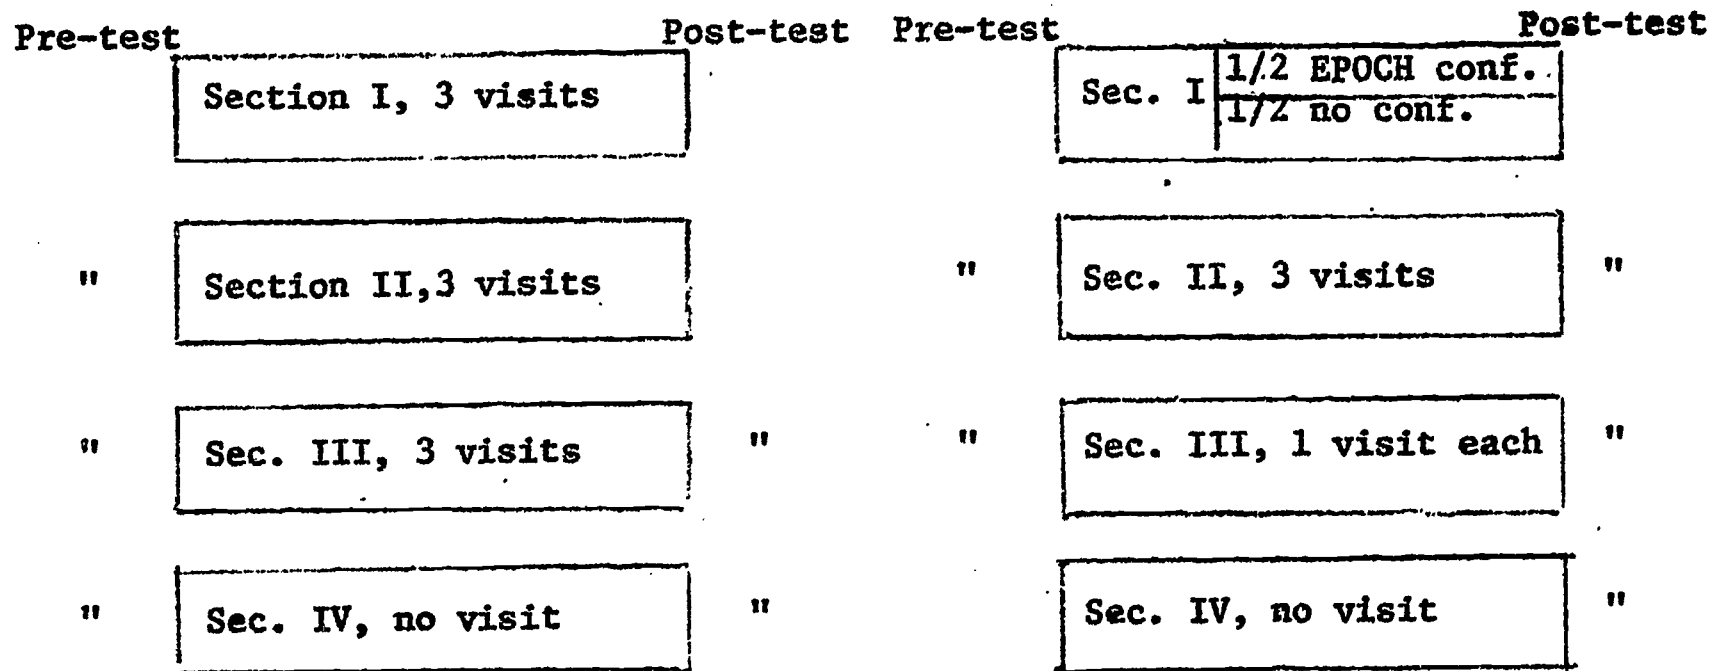 Pre-test Post-test Pre-test Post-test
Section I, 3 visits Sec. I 1/2 EPOCH conf.
1/2 no conf.
" Section II,3 visits " Sec. II, 3 visits "
" Sec. III, 3 visits " " Sec. III, 1 visit each "
" Sec. IV, no visit " Sec. IV, no visit "